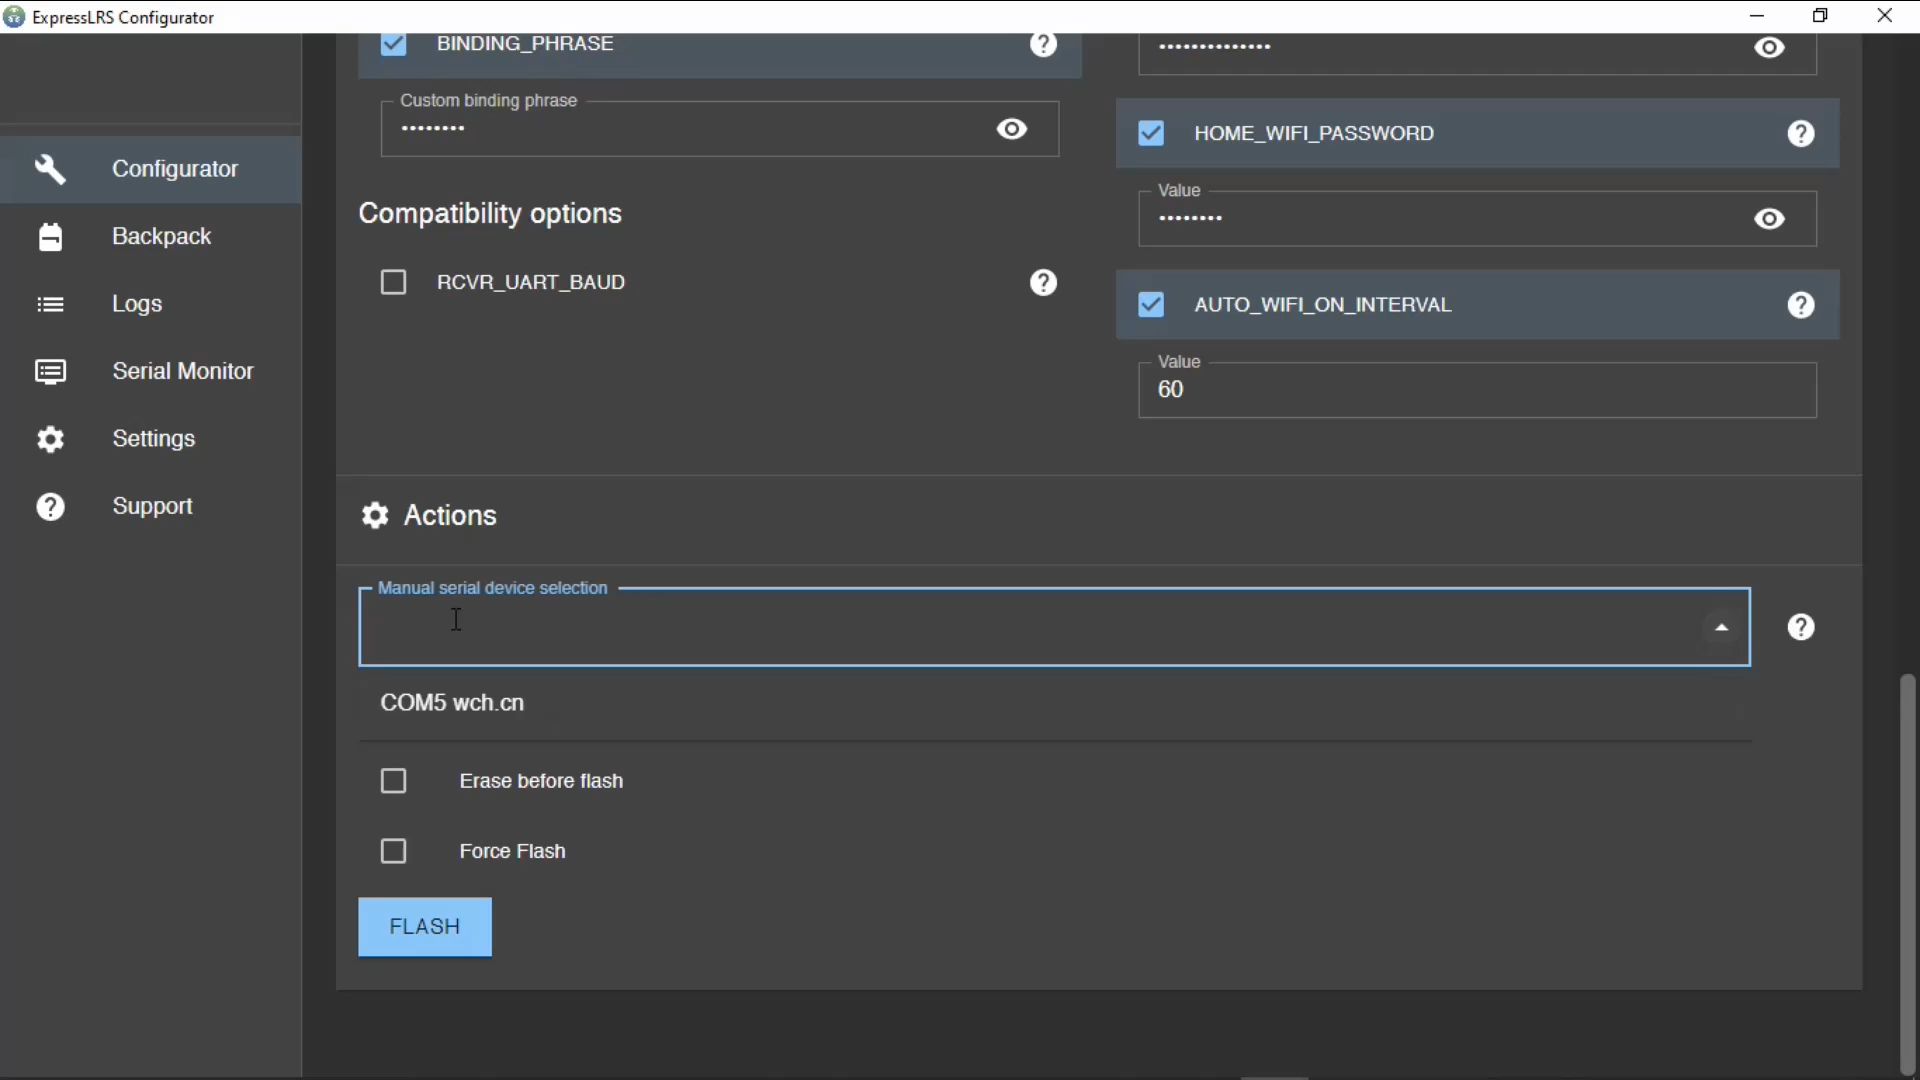 ExpressLRS Configurator
Configurator
Backpack
Logs
Serial Monitor
Settings
Support
BINDING_PHRASE
Custom binding phrase
••••••••
Compatibility options
RCVR_UART_BAUD
••••••••••••••
HOME_WIFI_PASSWORD
Value
••••••••
AUTO_WIFI_ON_INTERVAL
Value
60
Actions
Manual serial device selection
COM5 wch.cn
Erase before flash
Force Flash
FLASH